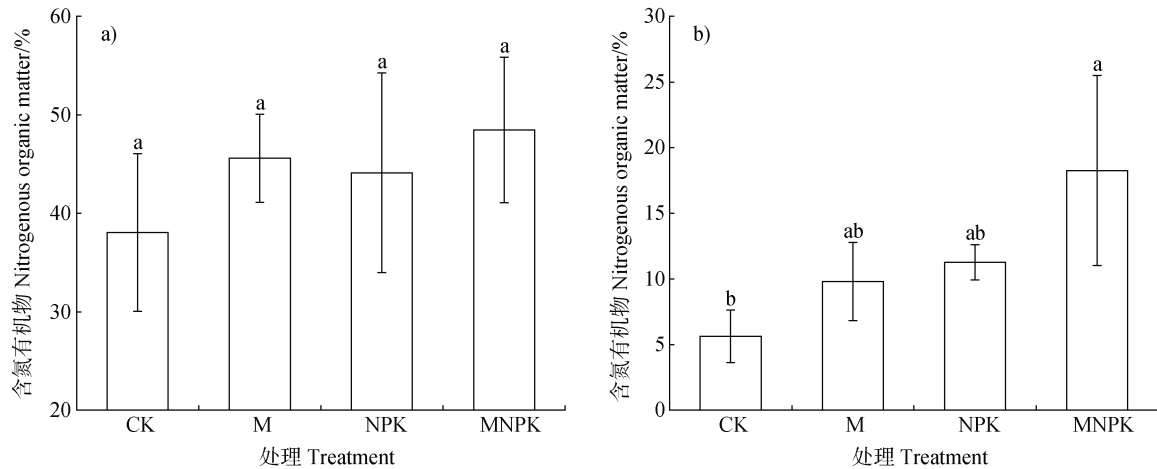 a)
含氮有机物 Nitrogenous organic matter/%
60
50
40
30
20
a
a
a
a
CK
M
NPK
MNPK
处理 Treatment
b)
含氮有机物 Nitrogenous organic matter/%
30
25
20
15
10
5
0
b
ab
ab
a
CK
M
NPK
MNPK
处理 Treatment